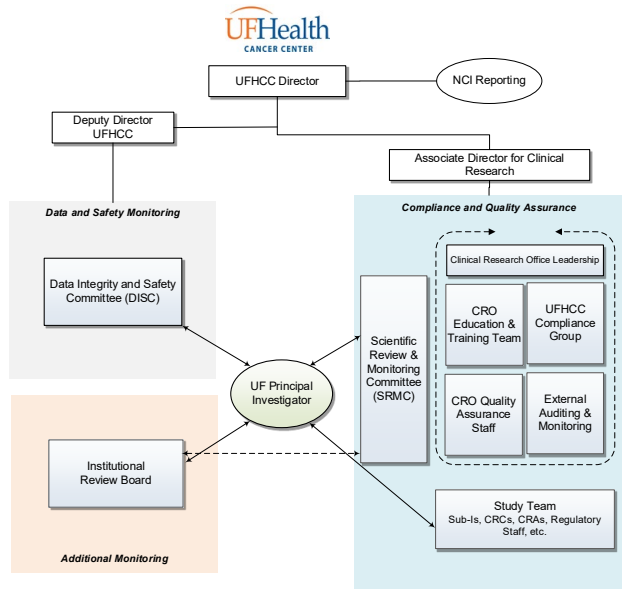 UFHealth
CANCER CENTER
UFHCC Director
NCI Reporting
Deputy Director
UFHCC
Associate Director for Clinical
Research
Data and Safety Monitoring
Compliance and Quality Assurance
Clinical Research Office Leadership
Data Integrity and Safety
Committee (DISC)
CRO
Education &
Training Team
UFHCC
Compliance
Group
Scientific
Review &
Monitoring
Committee
(SRMC)
UF Principal
Investigator
CRO Quality
Assurance
Staff
External
Auditing &
Monitoring
Institutional
Review Board
Study Team
Sub-Is, CRCs, CRAs, Regulatory
Staff, etc.
Additional Monitoring